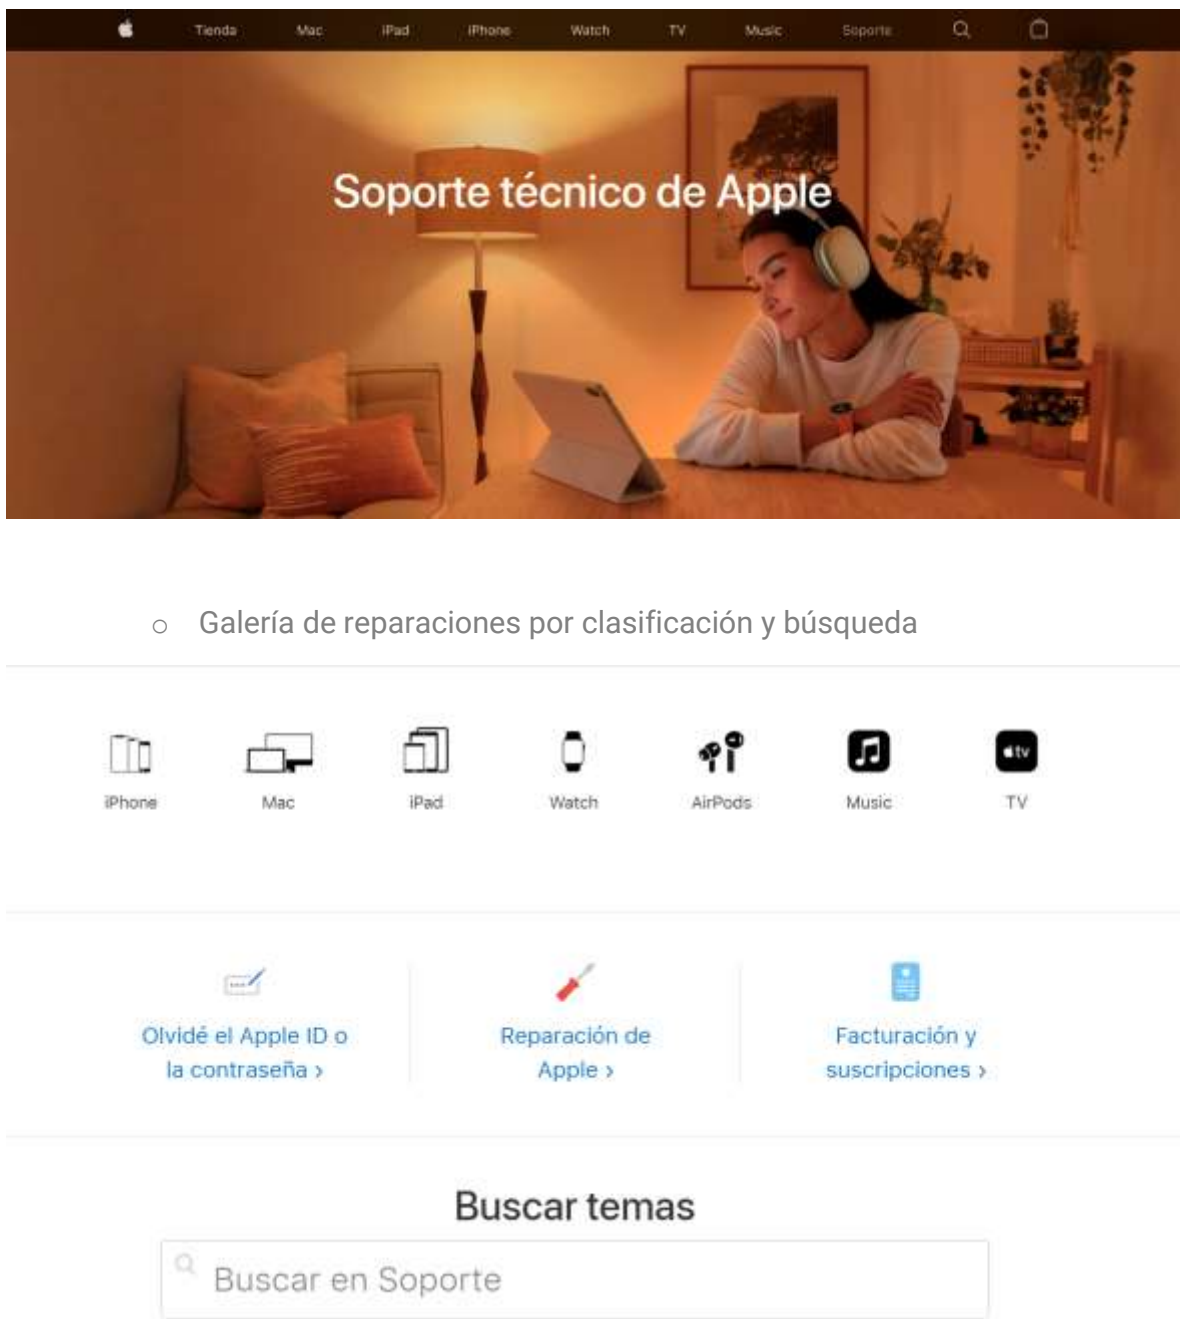 Tienda Mac iPad iPhone Watch TV Music Soporte
Soporte técnico de Apple
o Galería de reparaciones por clasificación y búsqueda
tv
iPhone Mac iPad Watch AirPods Music TV
Olvidé el Apple ID o
la contraseña >
Reparación de
Apple >
Facturación y
suscripciones >
Buscar temas
Buscar en Soporte